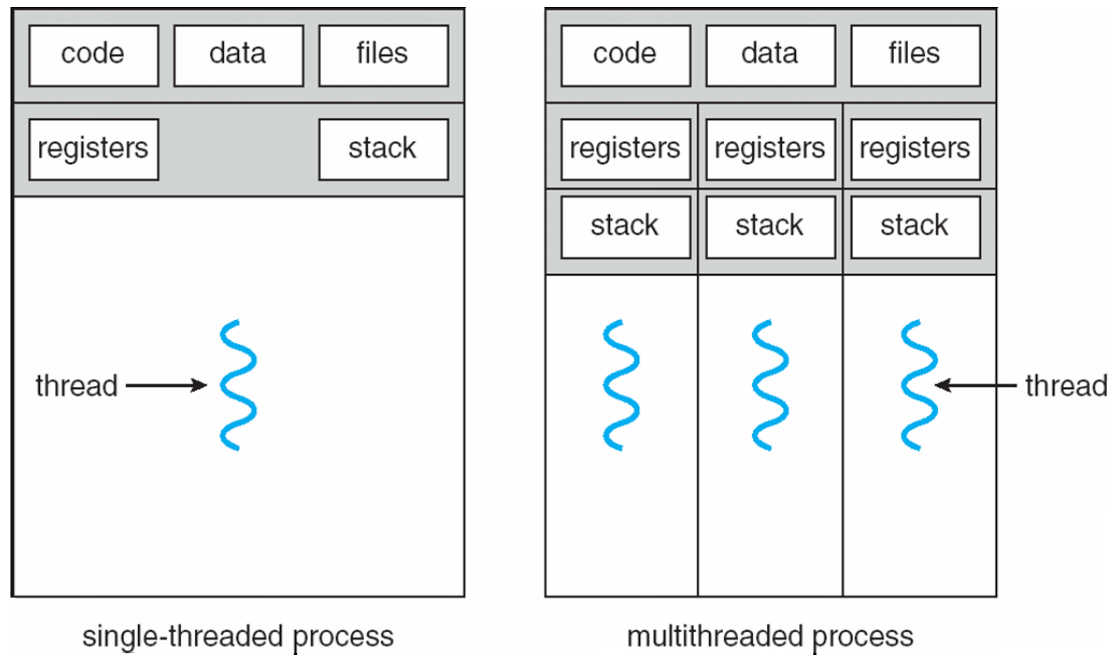 code data files
registers stack
thread
single-threaded process
code data files
registers registers registers
stack stack stack
thread
multithreaded process